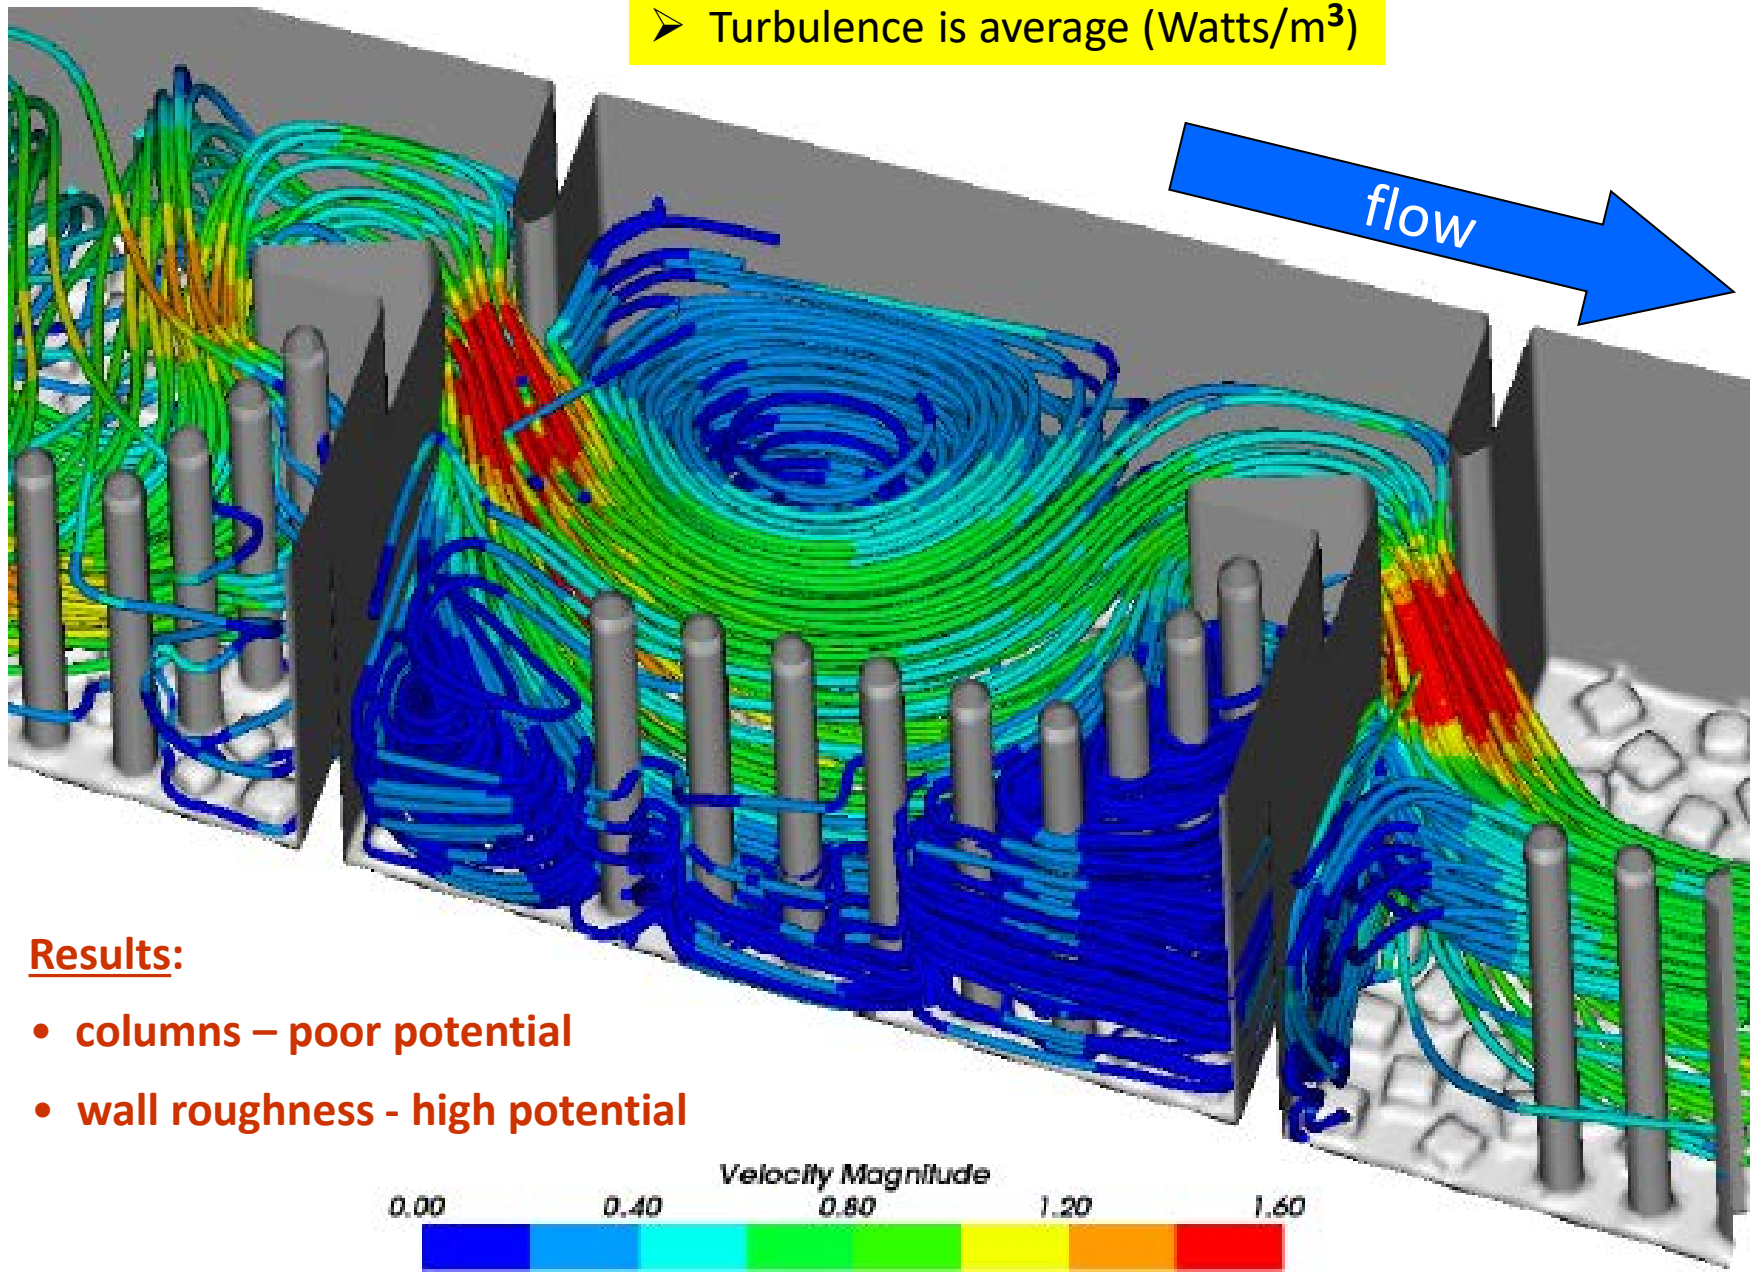 ➢ Turbulence is average (Watts/m³)
flow
Results:
• columns – poor potential
• wall roughness - high potential
Velocity Magnitude
0.00 0.40 0.80 1.20 1.60